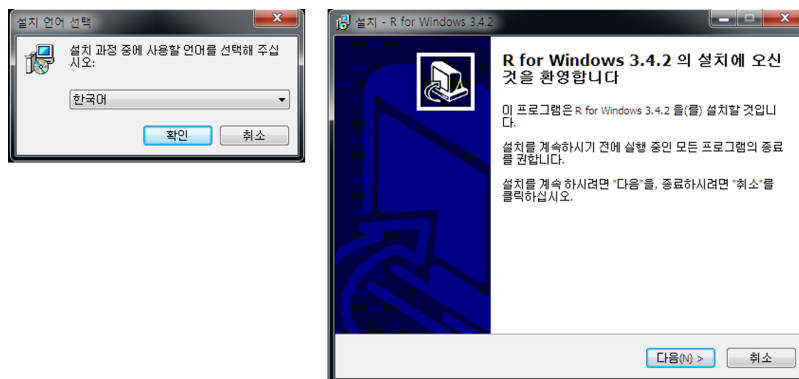 설치 언어 선택
설치 과정 중에 사용할 언어를 선택해 주십
시오:
한국어
확인
취소
설치 - R for Windows 3.4.2
R for Windows 3.4.2 의 설치에 오신
것을 환영합니다
이 프로그램은 R for Windows 3.4.2 을(를) 설치할 것입니
다.
설치를 계속하시기 전에 실행 중인 모든 프로그램의 종료
를 권합니다.
설치를 계속 하시려면 "다음"을, 종료하시려면 "취소"를
클릭하십시오.
다음(N) >
취소